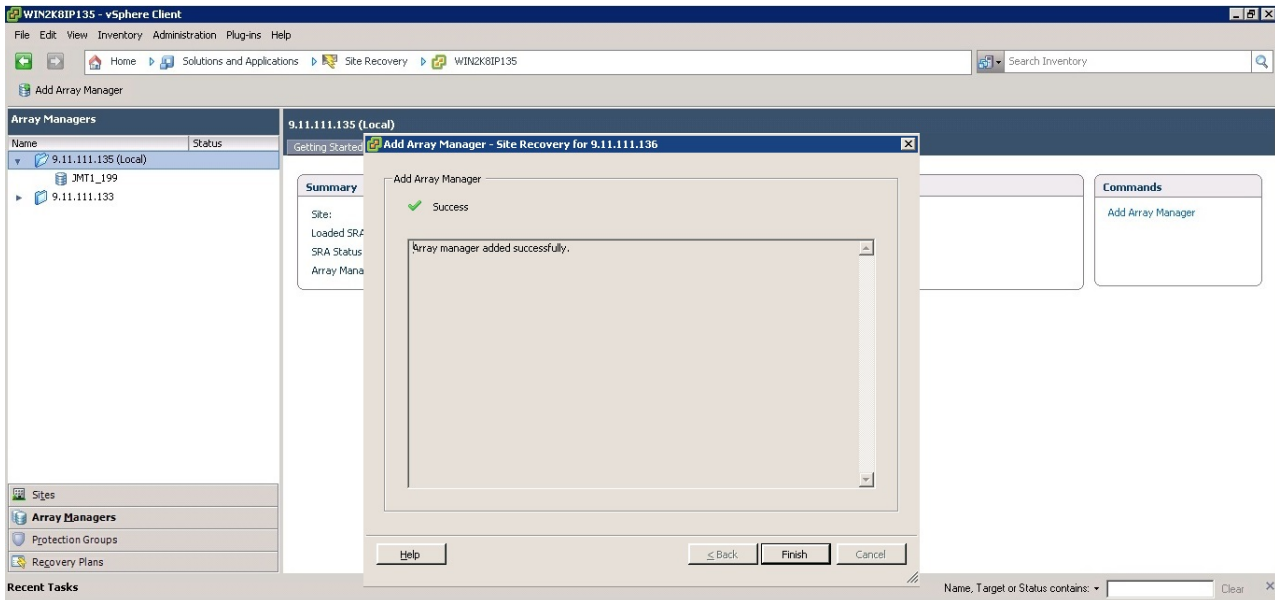 WIN2K8IP135 - vSphere Client
File Edit View Inventory Administration Plug-ins Help
Home Solutions and Applications Site Recovery WIN2K8IP135
Search Inventory
Add Array Manager
Array Managers
Name Status
9.11.111.135 (Local)
JMT1_199
9.11.111.133
Sites
Array Managers
Protection Groups
Recovery Plans
9.11.111.135 (Local)
Getting Started
Summary
Site:
Loaded SRA
SRA Status
Array Mana
Commands
Add Array Manager
Add Array Manager - Site Recovery for 9.11.111.136
Add Array Manager
Success
Array manager added successfully.
Help
< Back
Finish
Cancel
Recent Tasks
Name, Target or Status contains:
Clear